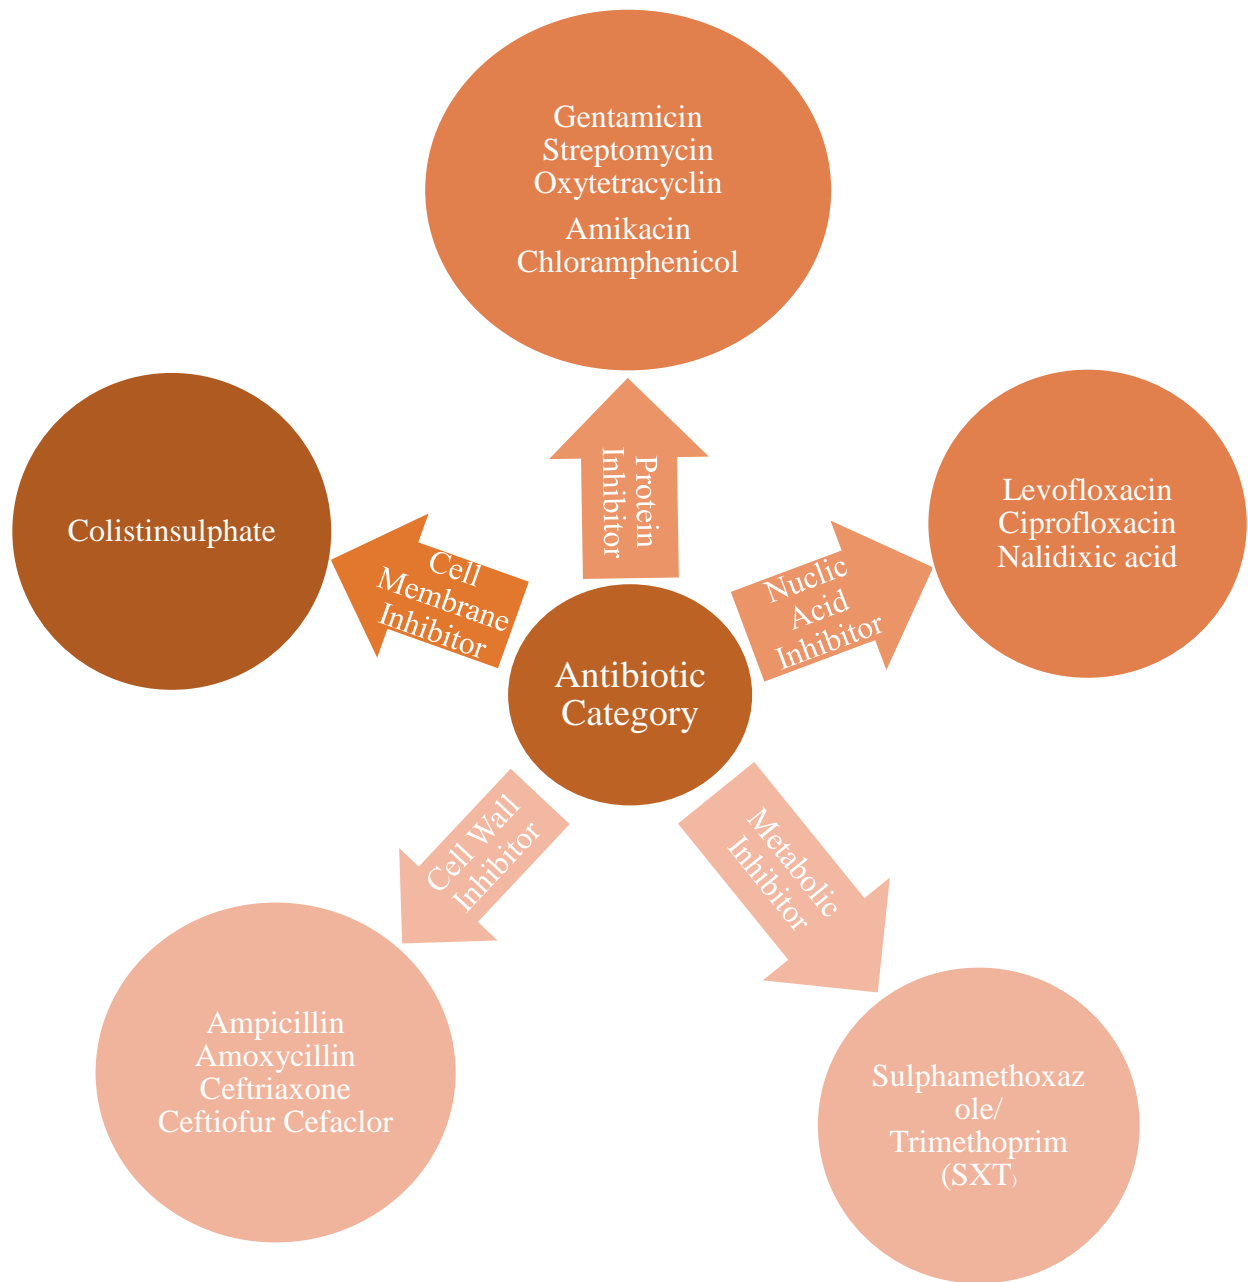 Gentamicin
Streptomycin
Oxytetracyclin
Amikacin
Chloramphenicol
Protein
Inhibitor
Colistinsulphate
Cell
Membrane
Inhibitor
Levofloxacin
Ciprofloxacin
Nalidixic acid
Nuclic
Acid
Inhibitor
Antibiotic
Category
Cell Wall
Inhibitor
Metabolic
Inhibitor
Ampicillin
Amoxycillin
Ceftriaxone
Ceftiofur Cefaclor
Sulphamethoxaz
ole/
Trimethoprim
(SXT)